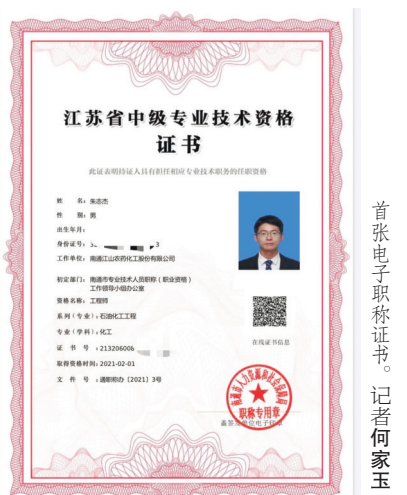 江苏省中级专业技术资格
证书
此证表明持证人具有担任相应专业技术职务的任职资格
姓 名：朱志杰
性 别：男
出生年月：
身份证号：3 3
工作单位：南通江山农药化工股份有限公司
初定部门：南通市专业技术人员职称（职业资格）
工作领导小组办公室
资格名称：工程师
系列（专业）：石油化工工程
专业（学科）：化工
证 书 号：213206006
取得资格时间：2021-02-01
文 件 号：通职称办〔2021〕3号
在线证书信息
职称专用章
首张电子职称证书。记者何家玉